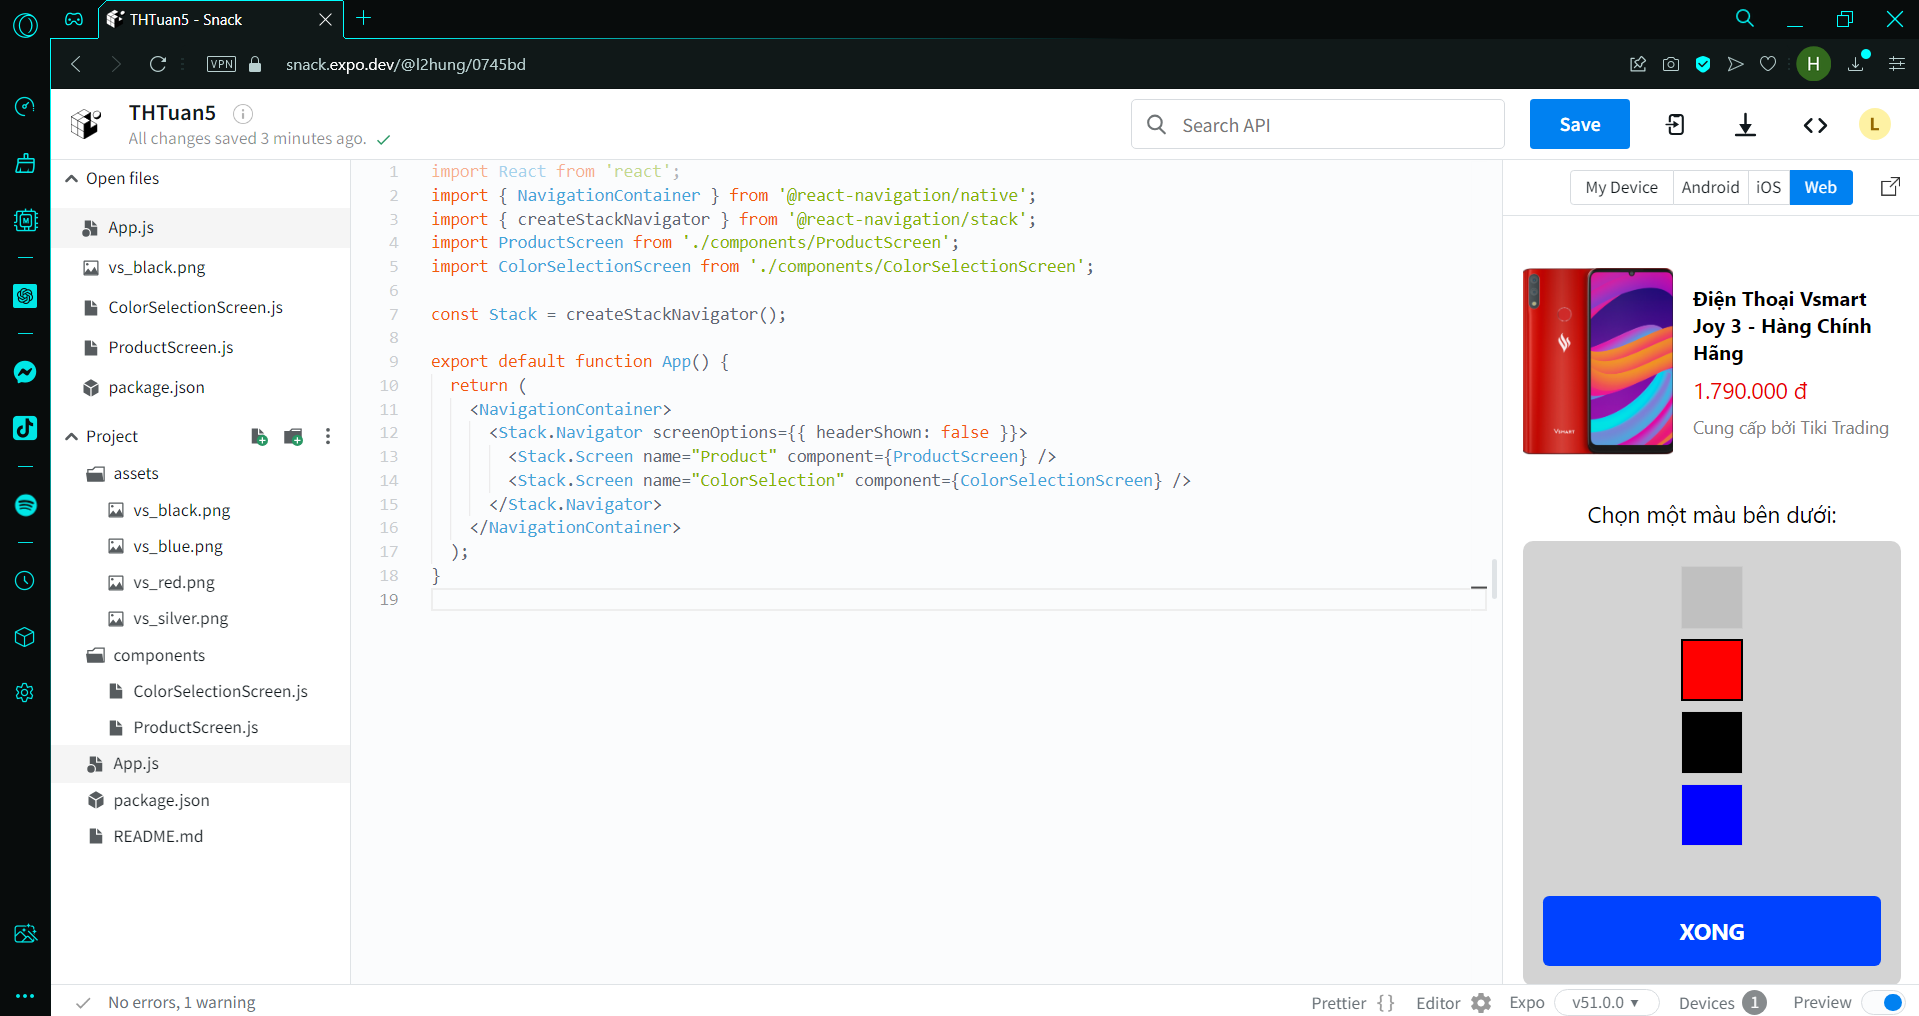 THTuan5 - Snack
VPN
snack.expo.dev/@l2hung/0745bd
H
THTuan5
All changes saved 3 minutes ago.
Search API
Save
L
Open files
App.js
vs_black.png
ColorSelectionScreen.js
ProductScreen.js
package.json
Project
assets
vs_black.png
vs_blue.png
vs_red.png
vs_silver.png
components
ColorSelectionScreen.js
ProductScreen.js
App.js
package.json
README.md
1 import React from 'react';
2 import { NavigationContainer } from '@react-navigation/native';
3 import { createStackNavigator } from '@react-navigation/stack';
4 import ProductScreen from './components/ProductScreen';
5 import ColorSelectionScreen from './components/ColorSelectionScreen';
6
7 const Stack = createStackNavigator();
8
9 export default function App() {
10 return (
11 <NavigationContainer>
12 <Stack.Navigator screenOptions={{ headerShown: false }}>
13 <Stack.Screen name="Product" component={ProductScreen} />
14 <Stack.Screen name="ColorSelection" component={ColorSelectionScreen} />
15 </Stack.Navigator>
16 </NavigationContainer>
17 );
18 }
19
My Device Android iOS Web
VSMART
Điện Thoại Vsmart
Joy 3 - Hàng Chính
Hãng
1.790.000 đ
Cung cấp bởi Tiki Trading
Chọn một màu bên dưới:
XONG
No errors, 1 warning
Prettier {} Editor Expo v51.0.0 Devices 1 Preview